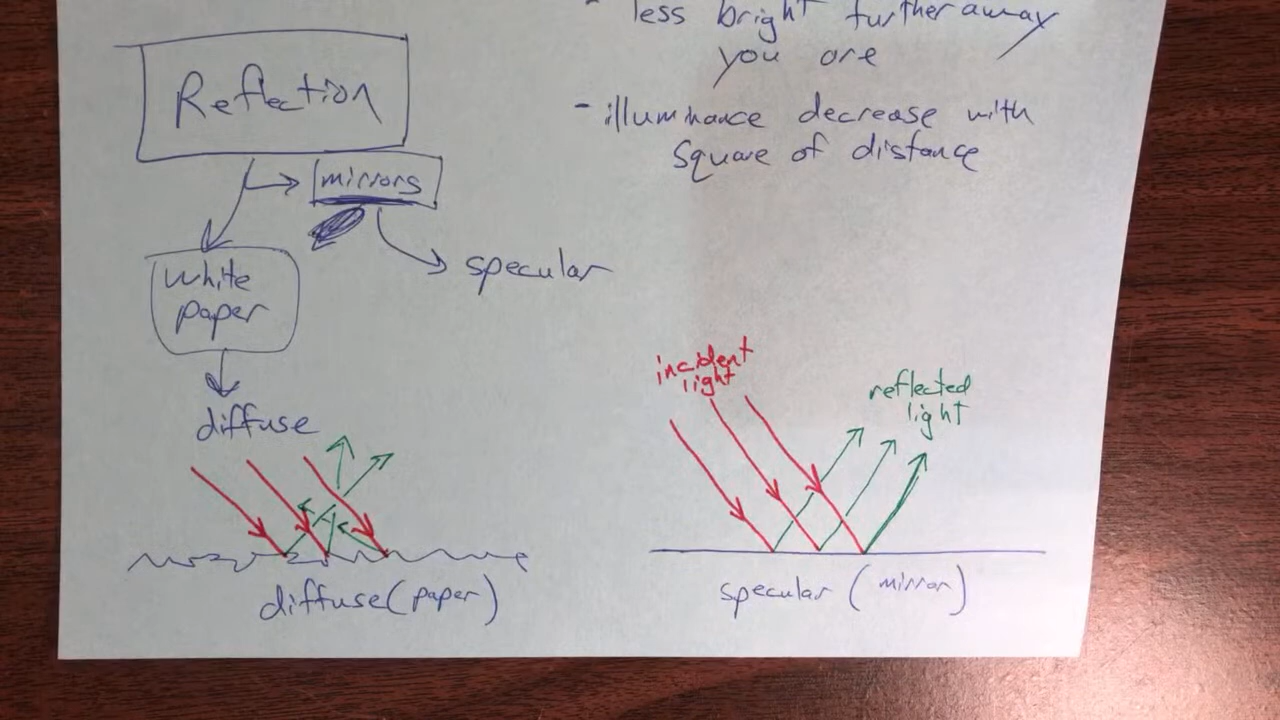 - less bright further away
you are
- illuminance decrease with
square of distance
Reflection
mirrors
specular
white
paper
diffuse
incident
light
reflected
light
diffuse (paper)
specular (mirror)